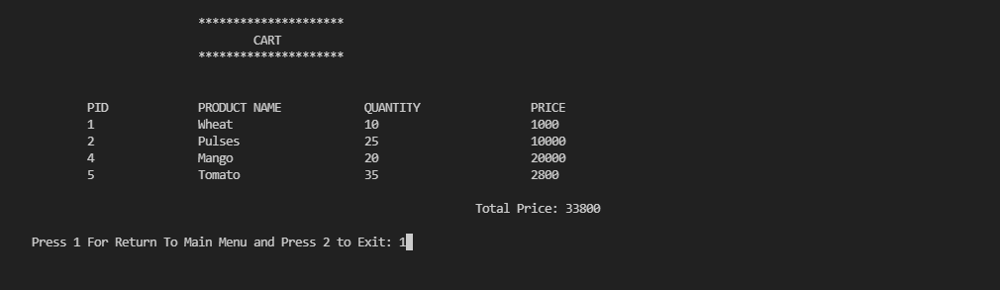 *********************
CART
*********************
PID PRODUCT NAME QUANTITY PRICE
1 Wheat 10 1000
2 Pulses 25 10000
4 Mango 20 20000
5 Tomato 35 2800
Total Price: 33800
Press 1 For Return To Main Menu and Press 2 to Exit: 1